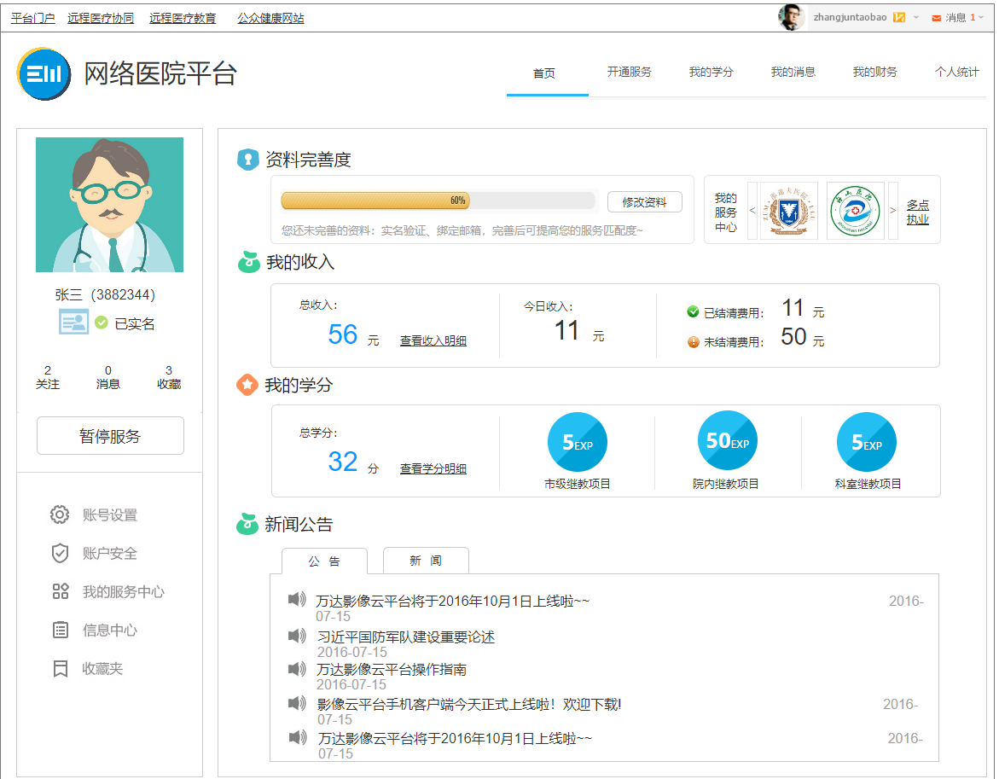 平台门户 远程医疗协同 远程医疗教育 公众健康网站 zhangjuntaobao 消息 1
网络医院平台
首页 开通服务 我的学分 我的消息 我的财务 个人统计
张三（3882344）
已实名
2 0 3
关注 消息 收藏
暂停服务
账号设置
账户安全
我的服务中心
信息中心
收藏夹
资料完善度
60%
修改资料
您还未完善的资料：实名验证、绑定邮箱，完善后可提高您的服务匹配度~
我的
服务
中心
<
>
多点
执业
我的收入
总收入：
56 元 查看收入明细
今日收入：
11 元
已结清费用： 11 元
未结清费用： 50 元
我的学分
总学分：
32 分 查看学分明细
5EXP 50EXP 5EXP
市级继教项目 院内继教项目 科室继教项目
新闻公告
公 告 新 闻
万达影像云平台将于2016年10月1日上线啦~~ 2016-
07-15
习近平国防军队建设重要论述
2016-07-15
万达影像云平台操作指南
2016-07-15
影像云平台手机客户端今天正式上线啦！欢迎下载! 2016-
07-15
万达影像云平台将于2016年10月1日上线啦~~ 2016-
07-15